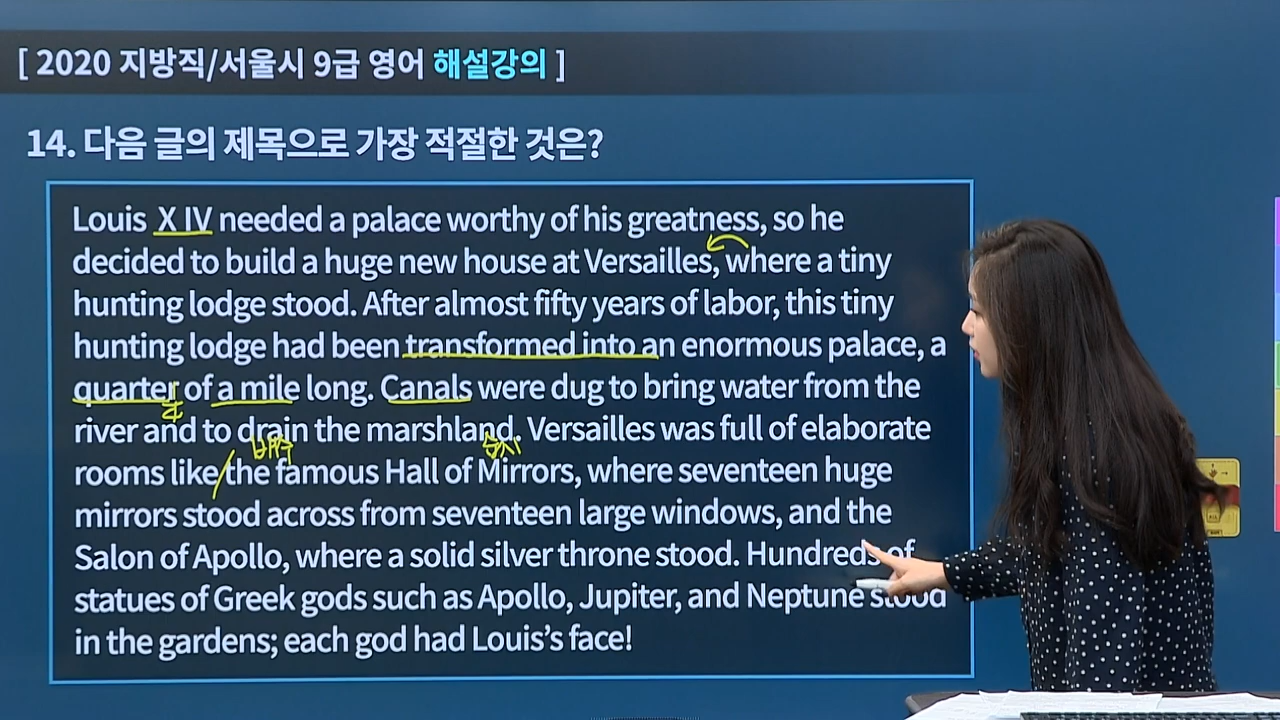 [ 2020 지방직/서울시 9급 영어 해설강의 ]
14. 다음 글의 제목으로 가장 적절한 것은?
Louis X IV needed a palace worthy of his greatness, so he
decided to build a huge new house at Versailles, where a tiny
hunting lodge stood. After almost fifty years of labor, this tiny
hunting lodge had been transformed into an enormous palace, a
quarter of a mile long. Canals were dug to bring water from the
river and to drain the marshland. Versailles was full of elaborate
배수 습지
rooms like the famous Hall of Mirrors, where seventeen huge
mirrors stood across from seventeen large windows, and the
Salon of Apollo, where a solid silver throne stood. Hundreds of
statues of Greek gods such as Apollo, Jupiter, and Neptune stood
in the gardens; each god had Louis’s face!